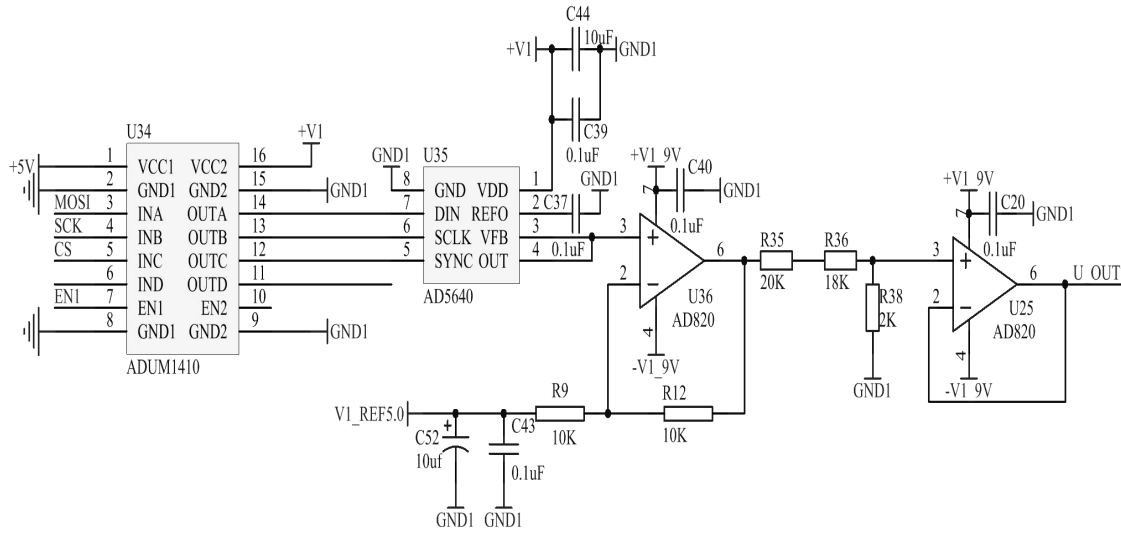 C44
10uF
+V1
GND1
C39
0.1uF
U34
+5V
1 VCC1 VCC2 16 +V1
2 GND1 GND2 15 GND1
MOSI 3 INA OUTA 14
SCK 4 INB OUTB 13
CS 5 INC OUTC 12
6 IND OUTD 11
EN1 7 EN1 EN2 10
8 GND1 GND2 9 GND1
ADUM1410
GND1 U35
8 GND VDD 1
7 DIN REFO 2
6 SCLK VFB 3
5 SYNC OUT 4
AD5640
C37
0.1uF
GND1
+V1_9V
C40
GND1
0.1uF
7
3 +
2 −
6
4
U36
AD820
-V1_9V
R35
20K
R36
18K
R38
2K
GND1
+V1_9V
C20
GND1
0.1uF
7
3 +
2 −
6
4
U25
AD820
-V1_9V
U_OUT
V1_REF5.0
R9
10K
R12
10K
+
C52
10uf
C43
0.1uF
GND1 GND1